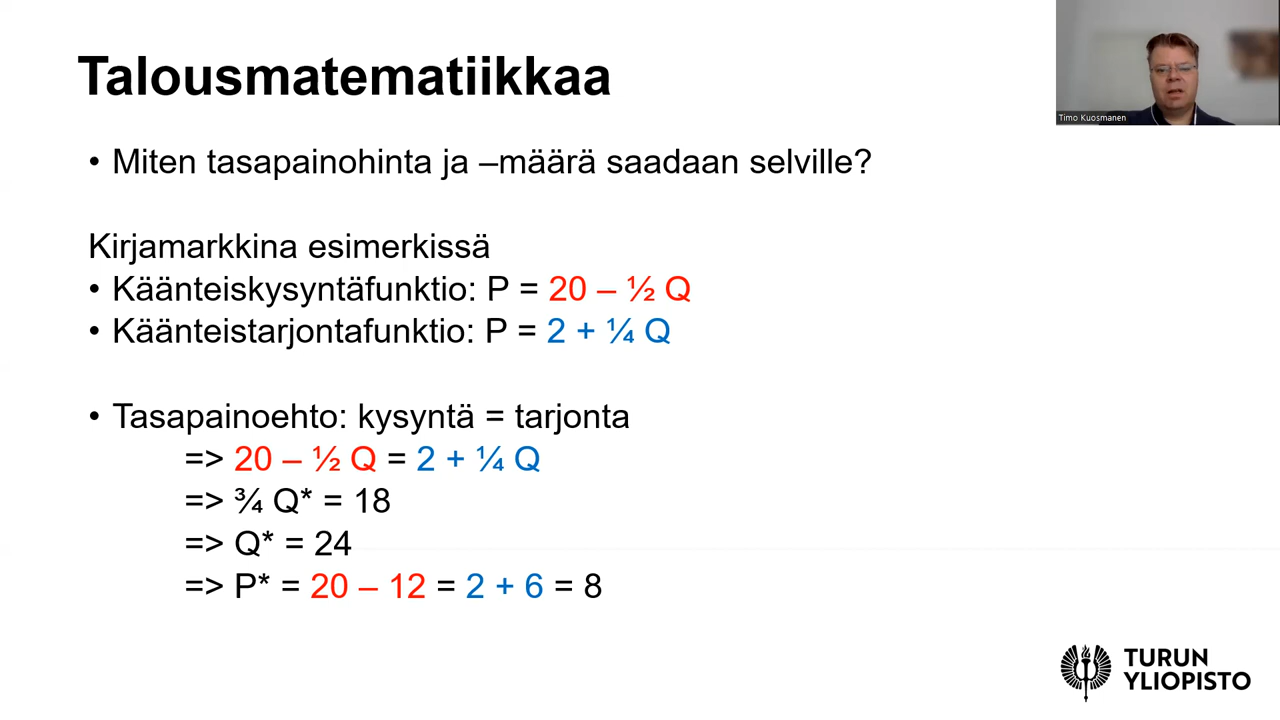 Talousmatematiikkaa
Timo Kuosmanen
• Miten tasapainohinta ja –määrä saadaan selville?
Kirjamarkkina esimerkissä
• Käänteiskysyntäfunktio: P = 20 – ½ Q
• Käänteistarjontafunktio: P = 2 + ¼ Q
• Tasapainoehto: kysyntä = tarjonta
=> 20 – ½ Q = 2 + ¼ Q
=> ¾ Q* = 18
=> Q* = 24
=> P* = 20 – 12 = 2 + 6 = 8
TURUN
YLIOPISTO